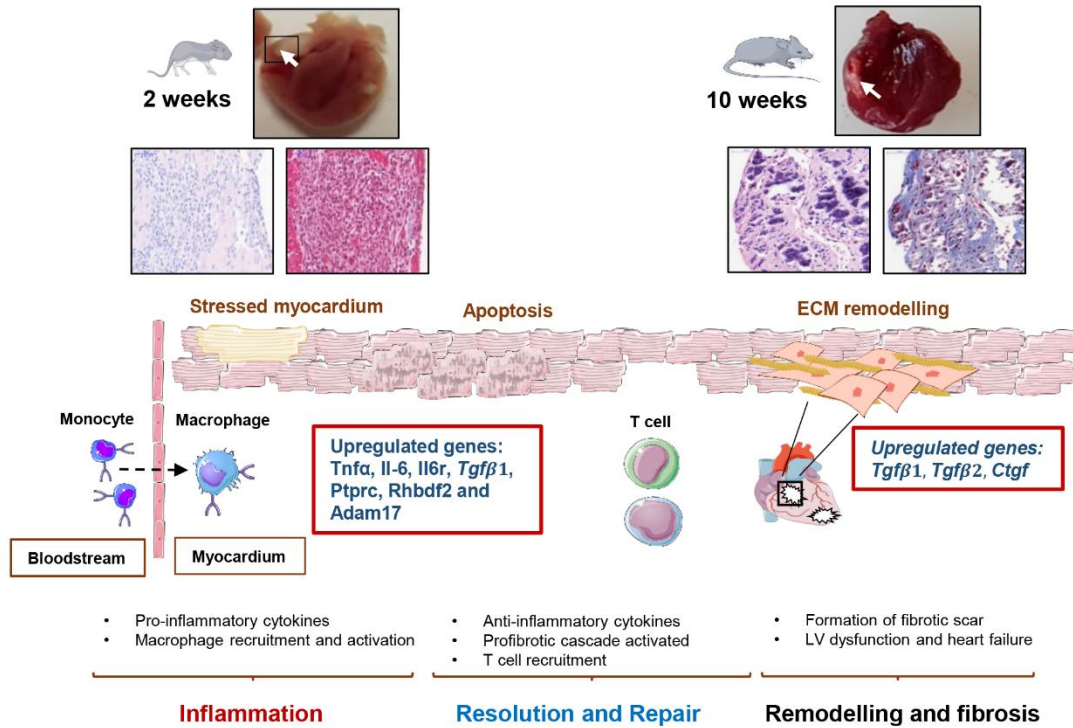 2 weeks
10 weeks
Stressed myocardium
Apoptosis
ECM remodelling
Monocyte
Macrophage
Upregulated genes:
Tnfα, Il-6, Il6r, Tgfβ1,
Ptprc, Rhbdf2 and
Adam17
T cell
Upregulated genes:
Tgfβ1, Tgfβ2, Ctgf
Bloodstream
Myocardium
• Pro-inflammatory cytokines
• Macrophage recruitment and activation
• Anti-inflammatory cytokines
• Profibrotic cascade activated
• T cell recruitment
• Formation of fibrotic scar
• LV dysfunction and heart failure
Inflammation
Resolution and Repair
Remodelling and fibrosis